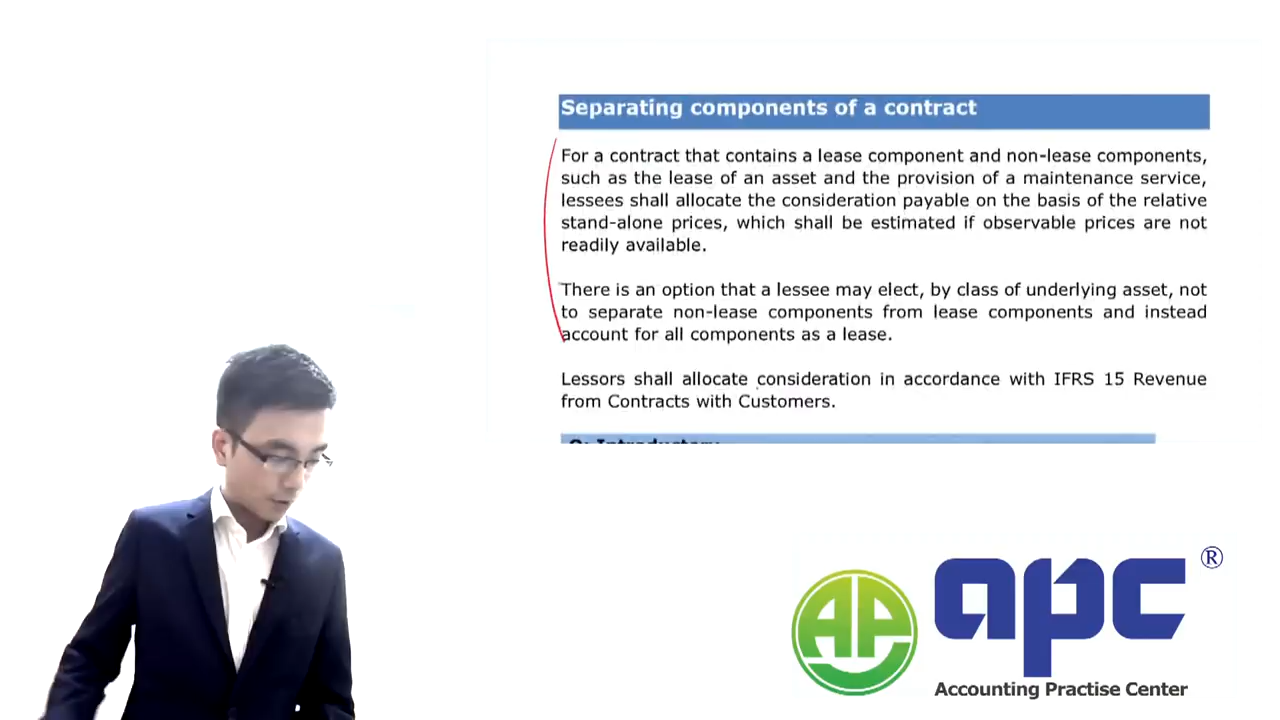 Separating components of a contract
For a contract that contains a lease component and non-lease components,
such as the lease of an asset and the provision of a maintenance service,
lessees shall allocate the consideration payable on the basis of the relative
stand-alone prices, which shall be estimated if observable prices are not
readily available.
There is an option that a lessee may elect, by class of underlying asset, not
to separate non-lease components from lease components and instead
account for all components as a lease.
Lessors shall allocate consideration in accordance with IFRS 15 Revenue
from Contracts with Customers.
Q: Introductory
AP
apc®
Accounting Practise Center